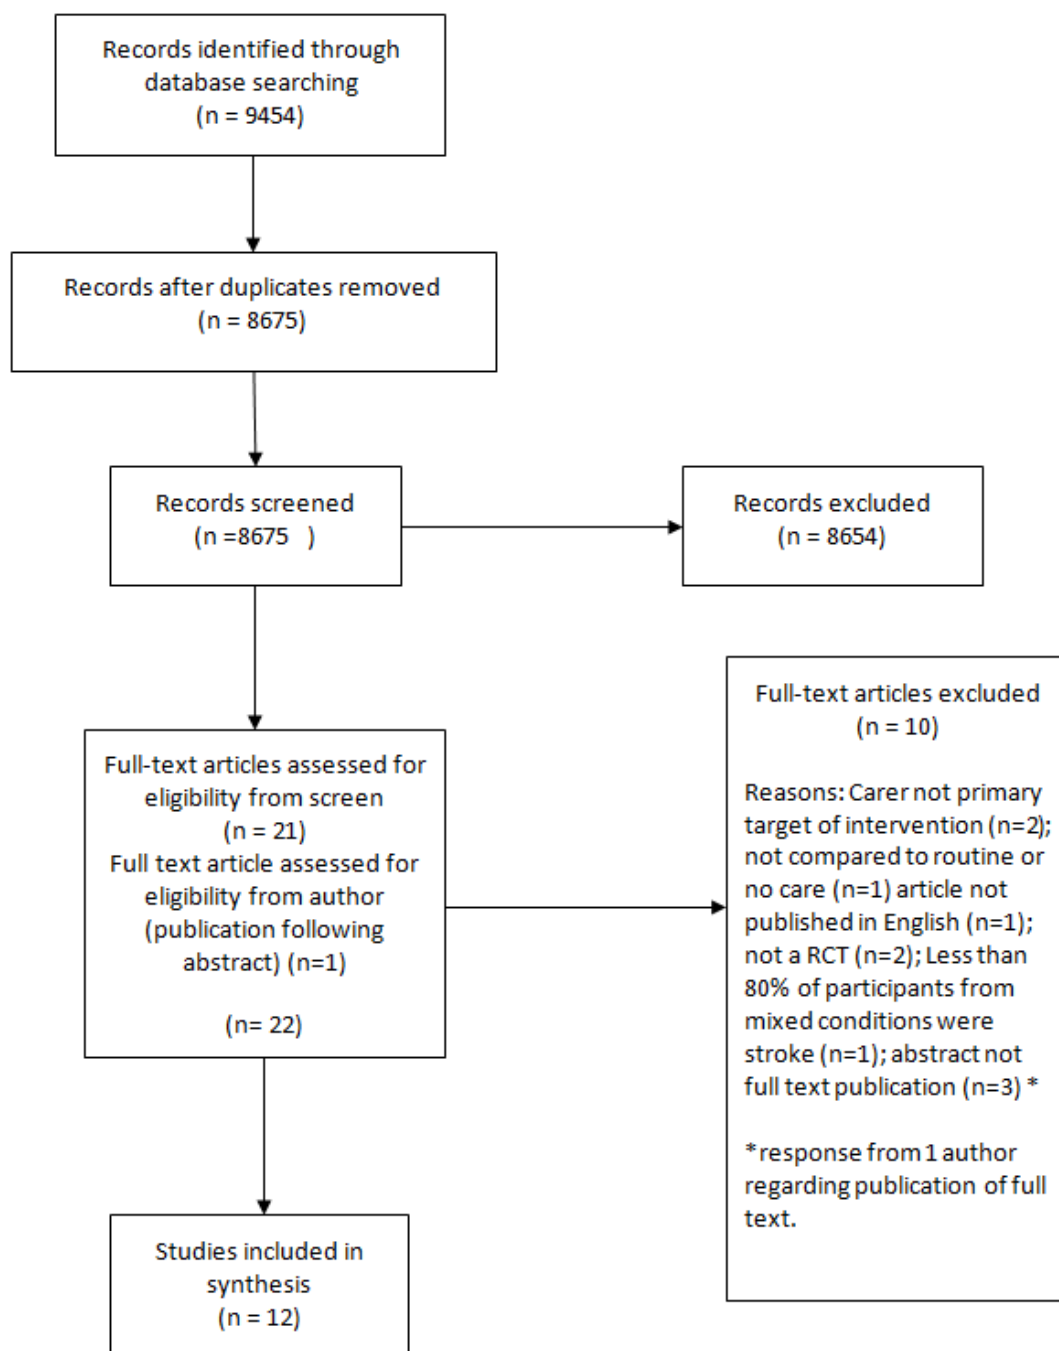 Records identified through
database searching
(n = 9454)
Records after duplicates removed
(n = 8675)
Records screened
(n =8675   )
Records excluded
(n = 8654)
Full-text articles assessed for
eligibility from screen
(n = 21)
Full text article assessed for
eligibility from author
(publication following
abstract) (n=1)
(n= 22)
Full-text articles excluded
(n = 10)
Reasons: Carer not primary
target of intervention (n=2);
not compared to routine or
no care (n=1) article not
published in English (n=1);
not a RCT (n=2); Less than
80% of participants from
mixed conditions were
stroke (n=1); abstract not
full text publication (n=3) *
*response from 1 author
regarding publication of full
text.
Studies included in
synthesis
(n = 12)